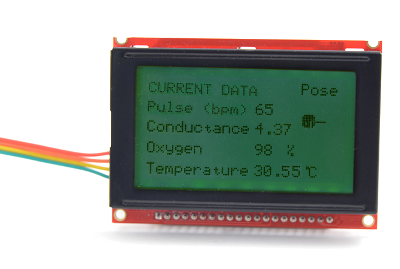 CURRENT DATA Pose
Pulse (bpm) 65
Conductance 4.37
Oxygen 98 %
Temperature 30.55 ℃